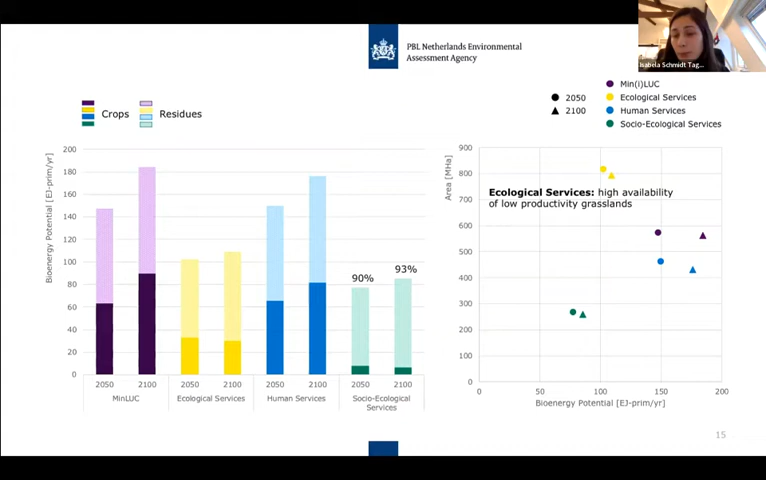 PBL Netherlands Environmental
Assessment Agency
Isabela Schmidt Tag...
Crops
Residues
Bioenergy Potential [EJ-prim/yr]
200
180
160
140
120
100
80
60
40
20
0
90%
93%
2050 2100 2050 2100 2050 2100 2050 2100
MinLUC Ecological Services Human Services Socio-Ecological
Services
2050
2100
Min(i)LUC
Ecological Services
Human Services
Socio-Ecological Services
Area [MHa]
900
800
700
600
500
400
300
200
100
0
Ecological Services: high availability
of low productivity grasslands
0 50 100 150 200
Bioenergy Potential [EJ-prim/yr]
15